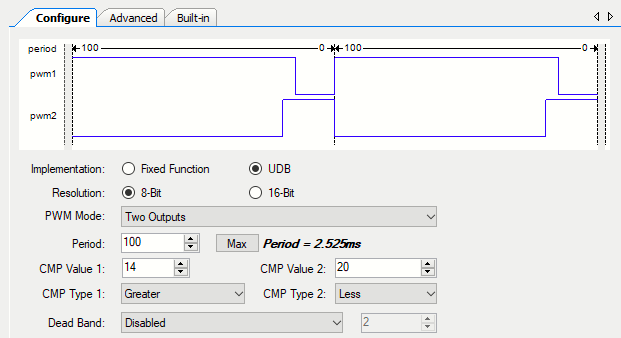 Configure Advanced Built-in
period 100 0 100 0
pwm1
pwm2
Implementation: Fixed Function UDB
Resolution: 8-Bit 16-Bit
PWM Mode: Two Outputs
Period: 100 Max Period = 2.525ms
CMP Value 1: 14 CMP Value 2: 20
CMP Type 1: Greater CMP Type 2: Less
Dead Band: Disabled 2